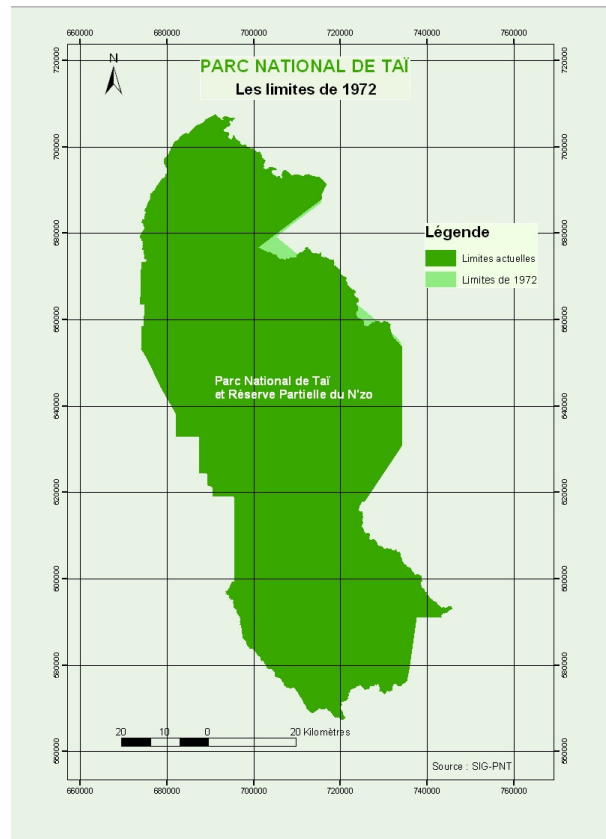 660000 680000 700000 720000 740000 760000
N
PARC NATIONAL DE TAÏ
Les limites de 1972
720000 720000
700000 700000
680000 680000
Légende
Limites actuelles
Limites de 1972
660000 660000
Parc National de Taï
et Réserve Partielle du N'zo
640000 640000
620000 620000
600000 600000
580000 580000
20 10 0 20 Kilomètres
560000 560000
Source : SIG-PNT
660000 680000 700000 720000 740000 760000